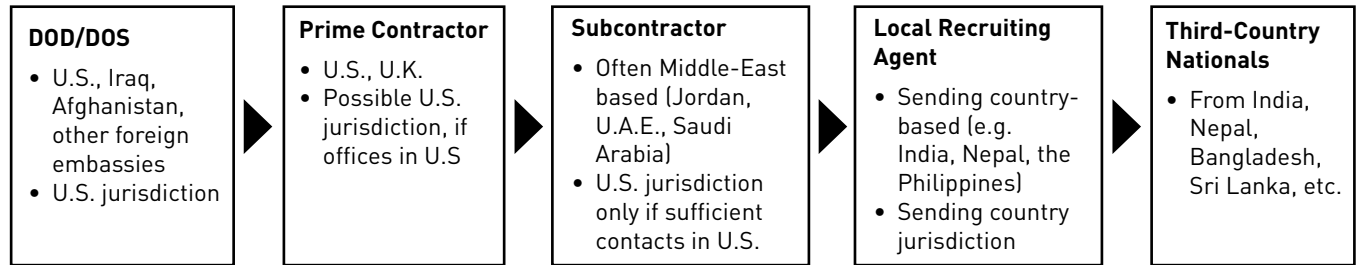 DOD/DOS
• U.S., Iraq,
Afghanistan,
other foreign
embassies
• U.S. jurisdiction
Prime Contractor
• U.S., U.K.
• Possible U.S.
jurisdiction, if
offices in U.S
Subcontractor
• Often Middle-East
based (Jordan,
U.A.E., Saudi
Arabia)
• U.S. jurisdiction
only if sufficient
contacts in U.S.
Local Recruiting
Agent
• Sending country-
based (e.g.
India, Nepal, the
Philippines)
• Sending country
jurisdiction
Third-Country
Nationals
• From India,
Nepal,
Bangladesh,
Sri Lanka, etc.